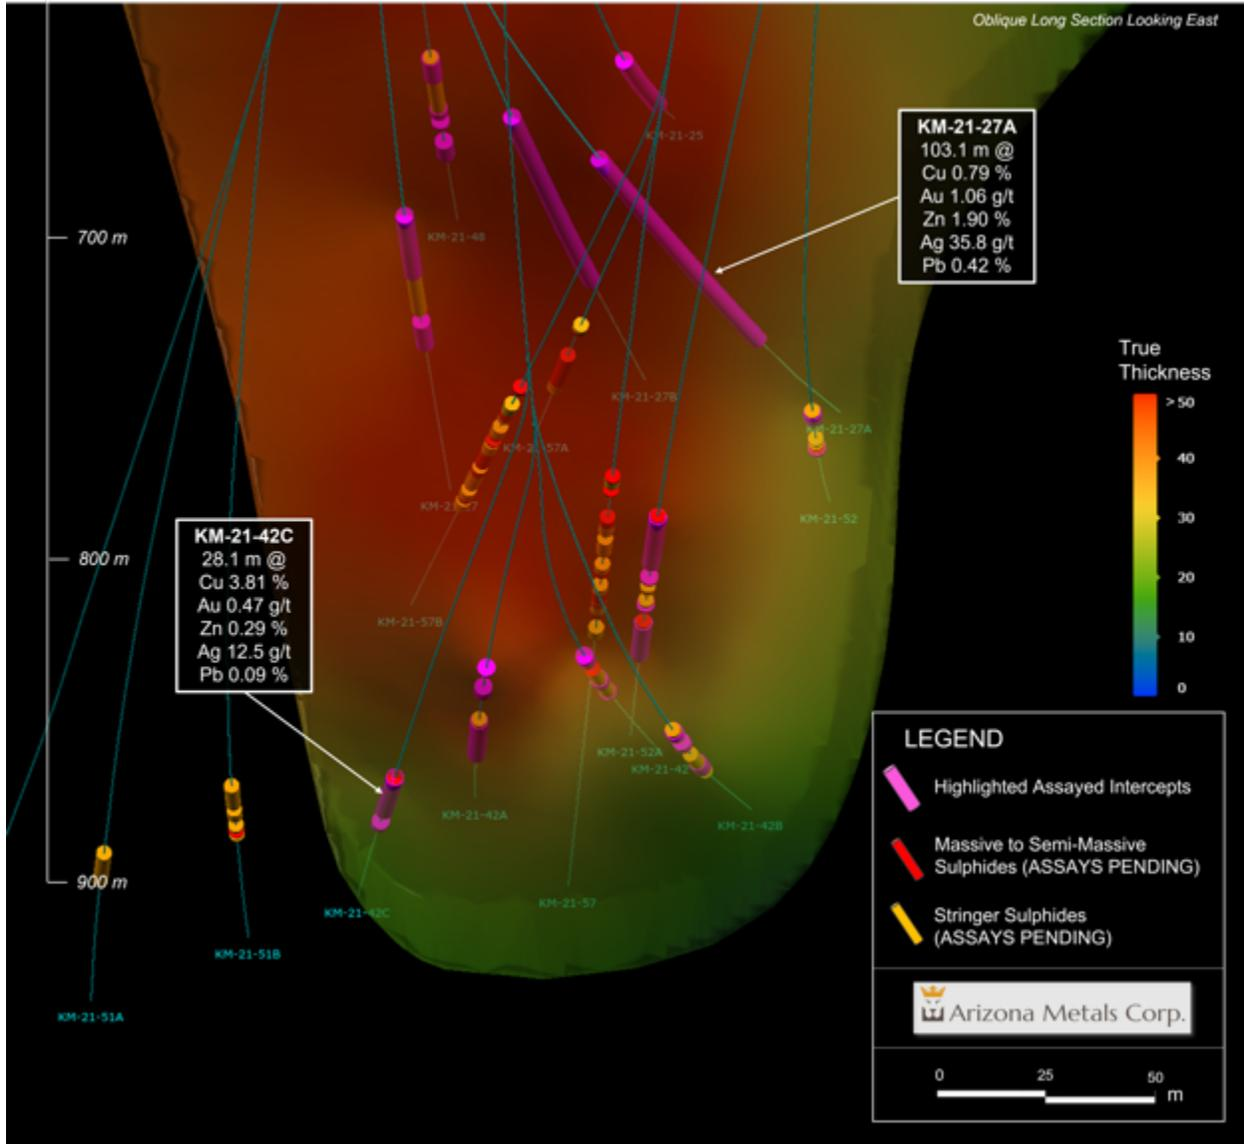 Oblique Long Section Looking East
KM-21-27A
103.1 m @
Cu 0.79 %
Au 1.06 g/t
Zn 1.90 %
Ag 35.8 g/t
Pb 0.42 %
KM-21-25
KM-21-48
700 m
True
Thickness
>50
40
30
20
10
0
KM-21-27B
KM-21-27A
KM-21-57A
KM-21-52
800 m
KM-21-42C
28.1 m @
Cu 3.81 %
Au 0.47 g/t
Zn 0.29 %
Ag 12.5 g/t
Pb 0.09 %
KM-21-57B
KM-21-52A
KM-21-42
KM-21-42A
KM-21-42B
900 m
KM-21-42C
KM-21-57
KM-21-51B
KM-21-51A
LEGEND
Highlighted Assayed Intercepts
Massive to Semi-Massive
Sulphides (ASSAYS PENDING)
Stringer Sulphides
(ASSAYS PENDING)
Arizona Metals Corp.
0 25 50
m